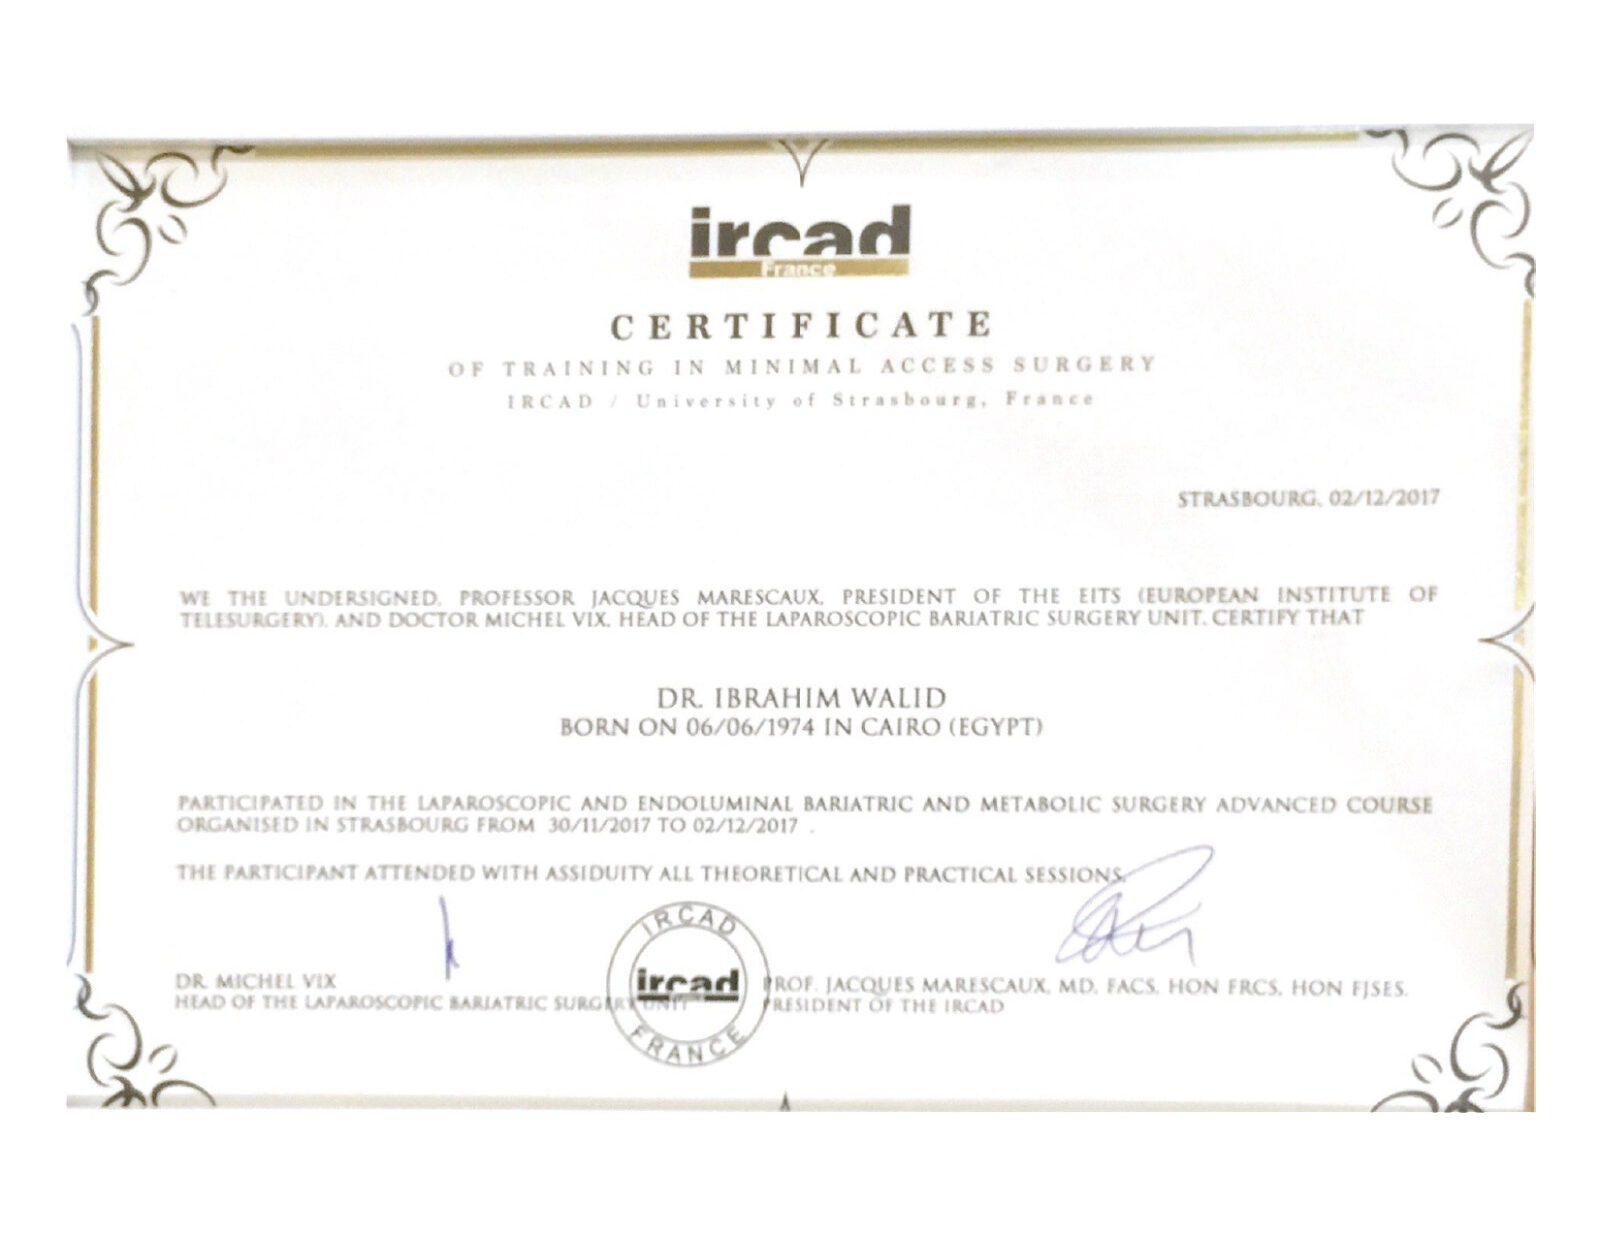 ircad
France
CERTIFICATE
OF TRAINING IN MINIMAL ACCESS SURGERY
IRCAD / University of Strasbourg, France
STRASBOURG, 02/12/2017
WE THE UNDERSIGNED, PROFESSOR JACQUES MARESCAUX, PRESIDENT OF THE EITS (EUROPEAN INSTITUTE OF
TELESURGERY), AND DOCTOR MICHEL VIX, HEAD OF THE LAPAROSCOPIC BARIATRIC SURGERY UNIT, CERTIFY THAT
DR. IBRAHIM WALID
BORN ON 06/06/1974 IN CAIRO (EGYPT)
PARTICIPATED IN THE LAPAROSCOPIC AND ENDOLUMINAL BARIATRIC AND METABOLIC SURGERY ADVANCED COURSE
ORGANISED IN STRASBOURG FROM 30/11/2017 TO 02/12/2017 .
THE PARTICIPANT ATTENDED WITH ASSIDUITY ALL THEORETICAL AND PRACTICAL SESSIONS.
DR. MICHEL VIX
HEAD OF THE LAPAROSCOPIC BARIATRIC SURGERY UNIT
IRCAD
ircad
FRANCE
PROF. JACQUES MARESCAUX, MD, FACS, HON FRCS, HON FJSES.
PRESIDENT OF THE IRCAD